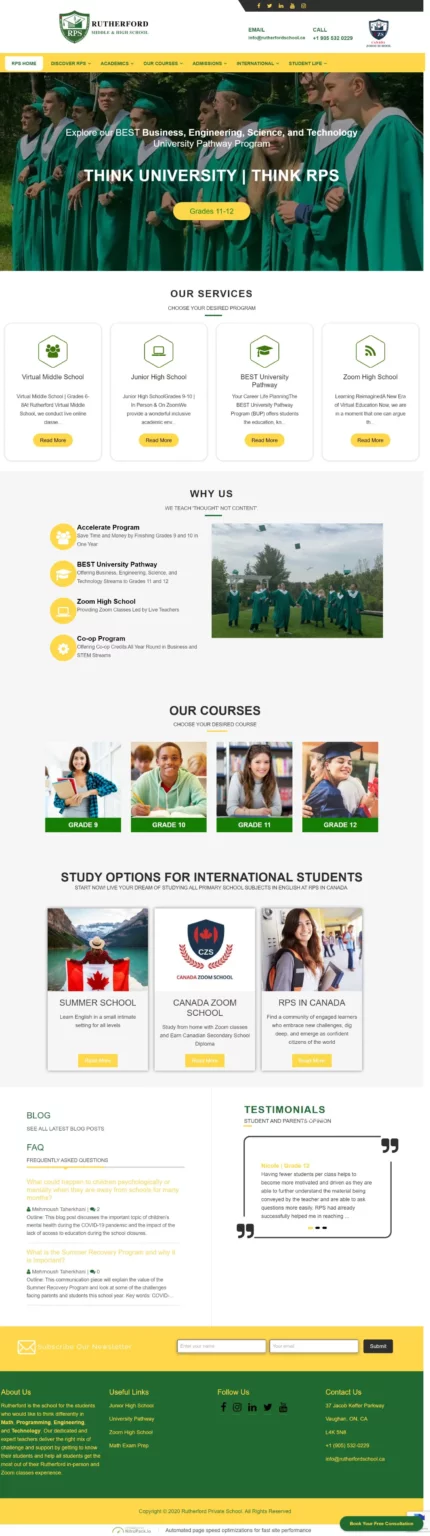 RUTHERFORD
MIDDLE & HIGH SCHOOL
RPS
EMAIL
info@rutherfordschool.ca
CALL
+1 905 532 0229
RPS HOME
DISCOVER RPS
ACADEMICS
OUR COURSES
ADMISSIONS
INTERNATIONAL
STUDENT LIFE
Explore our BEST Business, Engineering, Science, and Technology
University Pathway Program
THINK UNIVERSITY | THINK RPS
Grades 11-12
OUR SERVICES
CHOOSE YOUR DESIRED PROGRAM
Virtual Middle School
Virtual Middle School | Grades 6-
8At Rutherford Virtual Middle
School, we conduct live online
classe...
Read More
Junior High School
Junior High SchoolGrades 9-10 |
In Person & On ZoomWe
provide a wonderful inclusive
academic env...
Read More
BEST University
Pathway
Your Career Life PlanningThe
BEST University Pathway
Program (BUP) offers students
the education, kn...
Read More
Zoom High School
Learning ReimaginedA New Era
of Virtual Education Now, we are
in a moment that one can argue
th...
Read More
WHY US
WE TEACH 'THOUGHT' NOT 'CONTENT'.
Accelerate Program
Save Time and Money by Finishing Grades 9 and 10 in
One Year
BEST University Pathway
Offering Business, Engineering, Science, and
Technology Streams to Grades 11 and 12
Zoom High School
Providing Zoom Classes Led by Live Teachers
Co-op Program
Offering Co-op Credits All Year Round in Business and
STEM Streams
OUR COURSES
CHOOSE YOUR DESIRED COURSE
GRADE 9
GRADE 10
GRADE 11
GRADE 12
STUDY OPTIONS FOR INTERNATIONAL STUDENTS
START NOW! LIVE YOUR DREAM OF STUDYING ALL PRIMARY SCHOOL SUBJECTS IN ENGLISH AT RPS IN CANADA
SUMMER SCHOOL
Learn English in a small intimate
setting for all levels
Read More
CZS
CANADA ZOOM SCHOOL
CANADA ZOOM
SCHOOL
Study from home with Zoom classes
and Earn Canadian Secondary School
Diploma
Read More
RPS IN CANADA
Find a community of engaged learners
who embrace new challenges, dig
deep, and emerge as confident
citizens of the world
Read More
BLOG
SEE ALL LATEST BLOG POSTS
FAQ
FREQUENTLY ASKED QUESTIONS
What could happen to children psychologically or
mentally when they are away from schools for many
months?
Mehrnoush Taherkhani | 2
Outline: This blog post discusses the important topic of children's
mental health during the COVID-19 pandemic and the impact of the
lack of access to education during the school closures.
What is the Summer Recovery Program and why it
is important?
Mehrnoush Taherkhani | 0
Outline: This communication piece will explain the value of the
Summer Recovery Program and look at some of the challenges
facing parents and students this school year. Key words: COVID-...
TESTIMONIALS
STUDENT AND PARENTS OPINION
Having fewer students per class helps to
become more motivated and driven as they are
able to further understand the material being
conveyed by the teacher and are able to ask
questions more easily. RPS had already
successfully helped me in reaching ...
Subscribe Our Newsletter
Enter your name
Your email
Submit
About Us
Rutherford is the school for the students
who would like to think differently in
Math, Programming, Engineering,
and Technology. Our dedicated and
expert teachers deliver the right mix of
challenge and support by getting to know
their students and help all students get the
most out of their Rutherford in-person and
Zoom classes experience.
Useful Links
Junior High School
University Pathway
Zoom High School
Math Exam Prep
Follow Us
Contact Us
37 Jacob Keffer Parkway
Vaughan, ON, CA
L4K 5N8
+1 (905) 532-0229
info@rutherfordschool.ca
Copyright © 2020 Rutherford Private School. All Rights Reserved
Book Your Free Consultation
Automated page speed optimizations for fast site performance